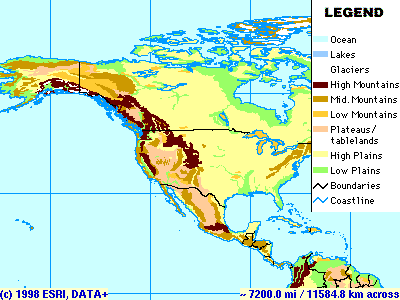 LEGEND
Ocean
Lakes
Glaciers
High Mountains
Mid. Mountains
Low Mountains
Plateaus/
tablelands
High Plains
Low Plains
Boundaries
Coastline
(c) 1998 ESRI, DATA+
~ 7200.0 mi / 11584.8 km across